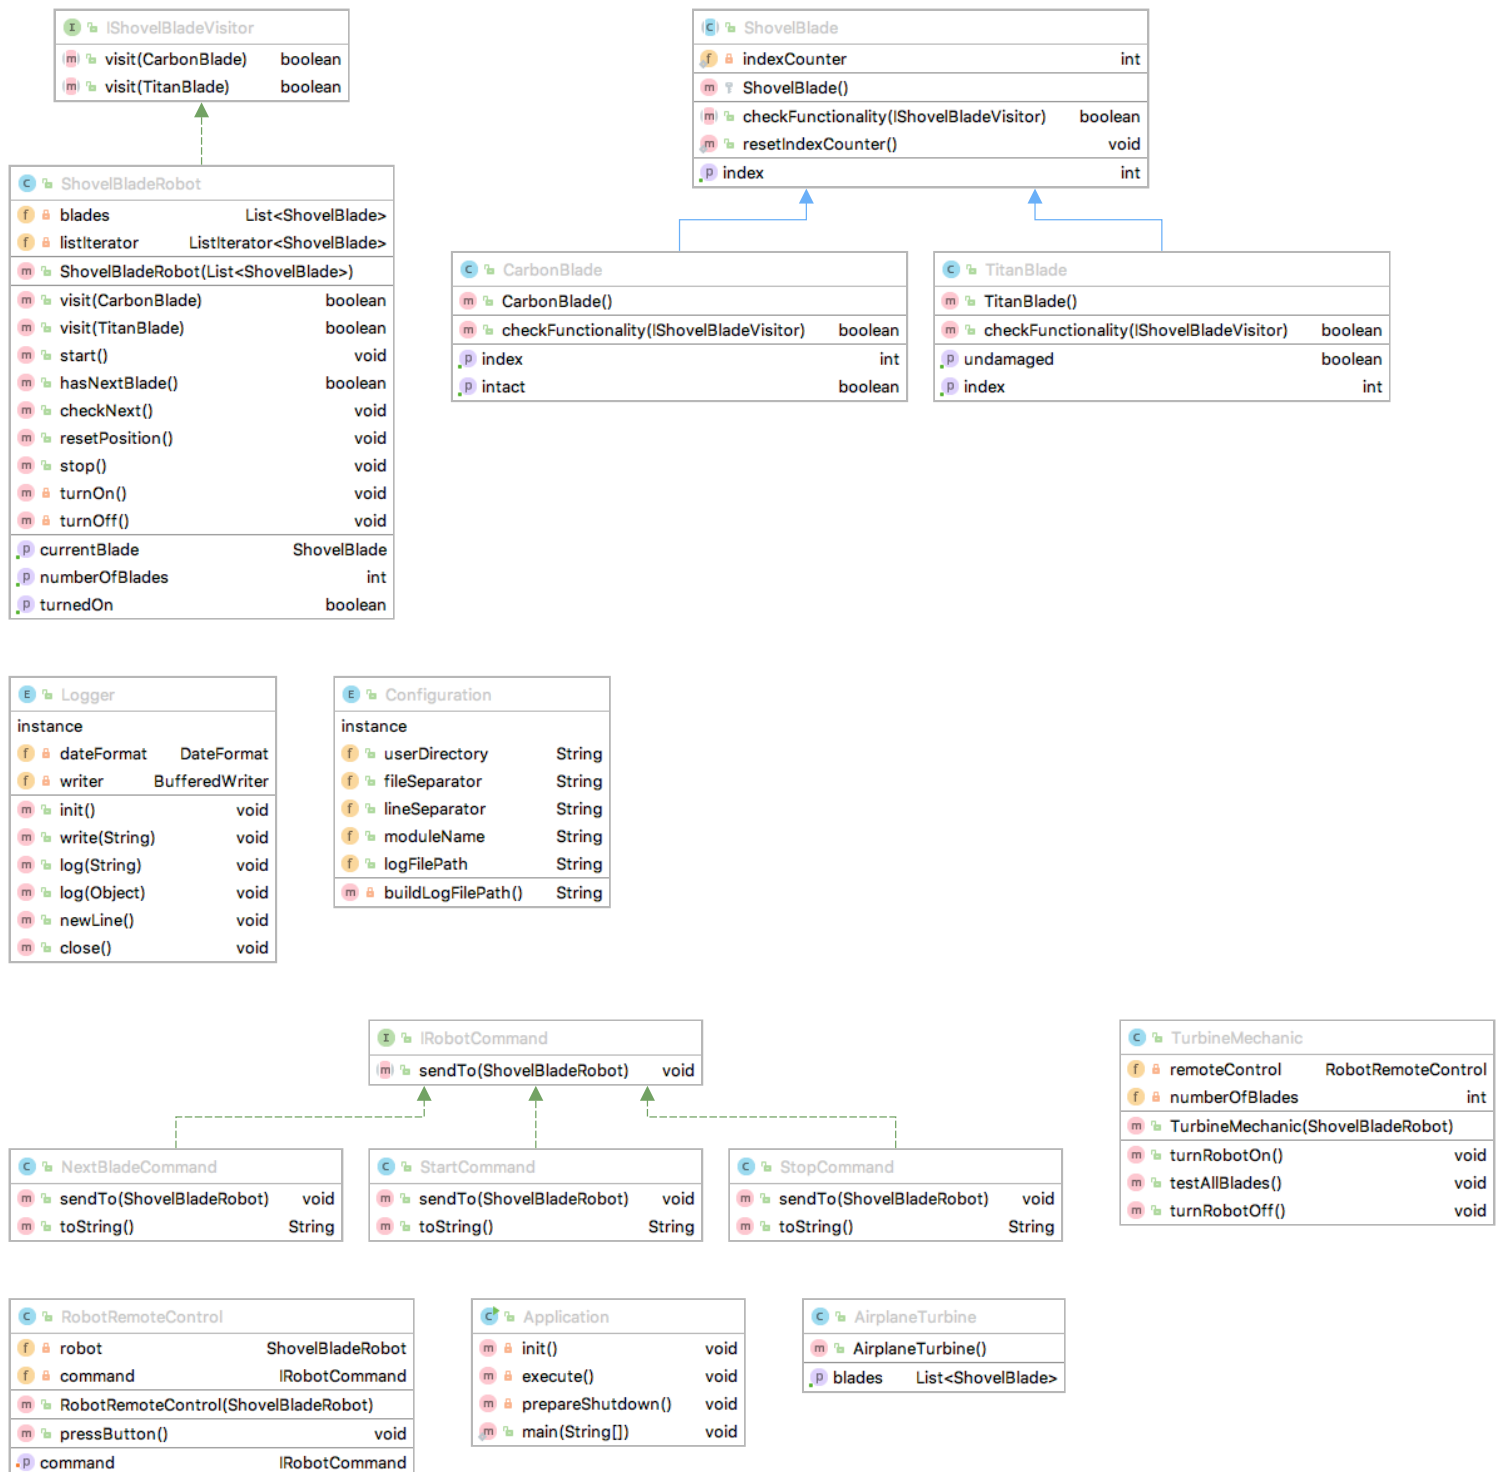 IShovelBladeVisitor
visit(CarbonBlade) boolean
visit(TitanBlade) boolean
ShovelBlade
indexCounter int
ShovelBlade()
checkFunctionality(IShovelBladeVisitor) boolean
resetIndexCounter() void
index int
ShovelBladeRobot
blades List<ShovelBlade>
listIterator ListIterator<ShovelBlade>
ShovelBladeRobot(List<ShovelBlade>)
visit(CarbonBlade) boolean
visit(TitanBlade) boolean
start() void
hasNextBlade() boolean
checkNext() void
resetPosition() void
stop() void
turnOn() void
turnOff() void
currentBlade ShovelBlade
numberOfBlades int
turnedOn boolean
CarbonBlade
CarbonBlade()
checkFunctionality(IShovelBladeVisitor) boolean
index int
intact boolean
TitanBlade
TitanBlade()
checkFunctionality(IShovelBladeVisitor) boolean
undamaged boolean
index int
Logger
instance
dateFormat DateFormat
writer BufferedWriter
init() void
write(String) void
log(String) void
log(Object) void
newLine() void
close() void
Configuration
instance
userDirectory String
fileSeparator String
lineSeparator String
moduleName String
logFilePath String
buildLogFilePath() String
IRobotCommand
sendTo(ShovelBladeRobot) void
TurbineMechanic
remoteControl RobotRemoteControl
numberOfBlades int
TurbineMechanic(ShovelBladeRobot)
turnRobotOn() void
testAllBlades() void
turnRobotOff() void
NextBladeCommand
sendTo(ShovelBladeRobot) void
toString() String
StartCommand
sendTo(ShovelBladeRobot) void
toString() String
StopCommand
sendTo(ShovelBladeRobot) void
toString() String
RobotRemoteControl
robot ShovelBladeRobot
command IRobotCommand
RobotRemoteControl(ShovelBladeRobot)
pressButton() void
command IRobotCommand
Application
init() void
execute() void
prepareShutdown() void
main(String[]) void
AirplaneTurbine
AirplaneTurbine()
blades List<ShovelBlade>